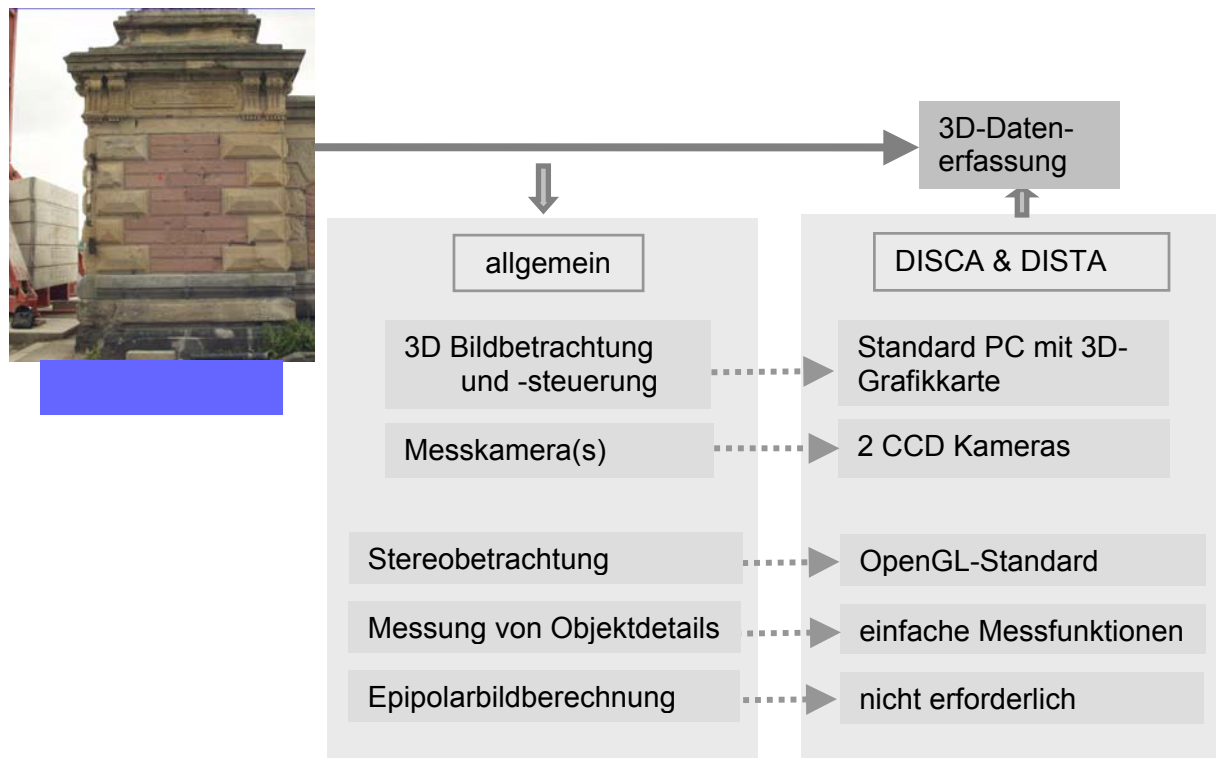 3D-Daten-
erfassung
allgemein
DISCA & DISTA
3D Bildbetrachtung
und -steuerung
Standard PC mit 3D-
Grafikkarte
Messkamera(s)
2 CCD Kameras
Stereobetrachtung
OpenGL-Standard
Messung von Objektdetails
einfache Messfunktionen
Epipolarbildberechnung
nicht erforderlich